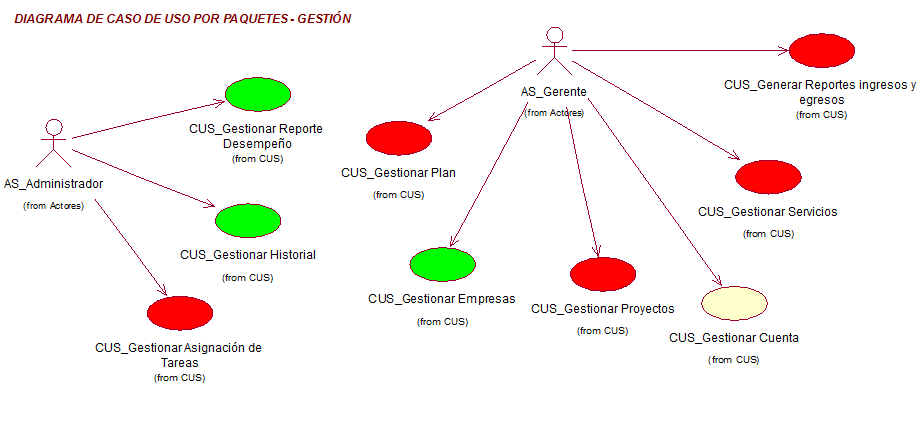 DIAGRAMA DE CASO DE USO POR PAQUETES - GESTIÓN
AS_Administrador
(from Actores)
CUS_Gestionar Reporte
Desempeño
(from CUS)
CUS_Gestionar Historial
(from CUS)
CUS_Gestionar Asignación de
Tareas
(from CUS)
AS_Gerente
(from Actores)
CUS_Gestionar Plan
(from CUS)
CUS_Gestionar Empresas
(from CUS)
CUS_Gestionar Proyectos
(from CUS)
CUS_Gestionar Cuenta
(from CUS)
CUS_Gestionar Servicios
(from CUS)
CUS_Generar Reportes ingresos y
egresos
(from CUS)